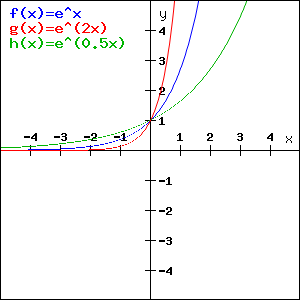 f(x)=e^x
g(x)=e^(2x)
h(x)=e^(0.5x)
y
4
3
2
1
-4 -3 -2 -1 1 2 3 4 x
-1
-2
-3
-4